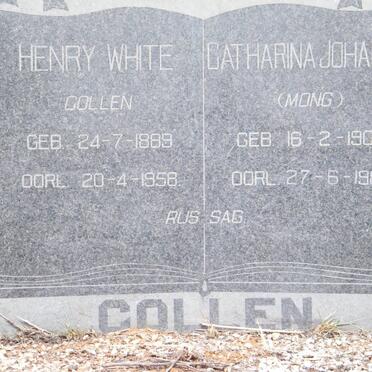 HENRY WHITE
COLLEN
GEB. 24-7-1889
OORL. 20-4-1958.
CATHARINA JOHA
(MONG)
GEB. 16-2-190
OORL. 27-6-19
RUS SAG.
COLLEN